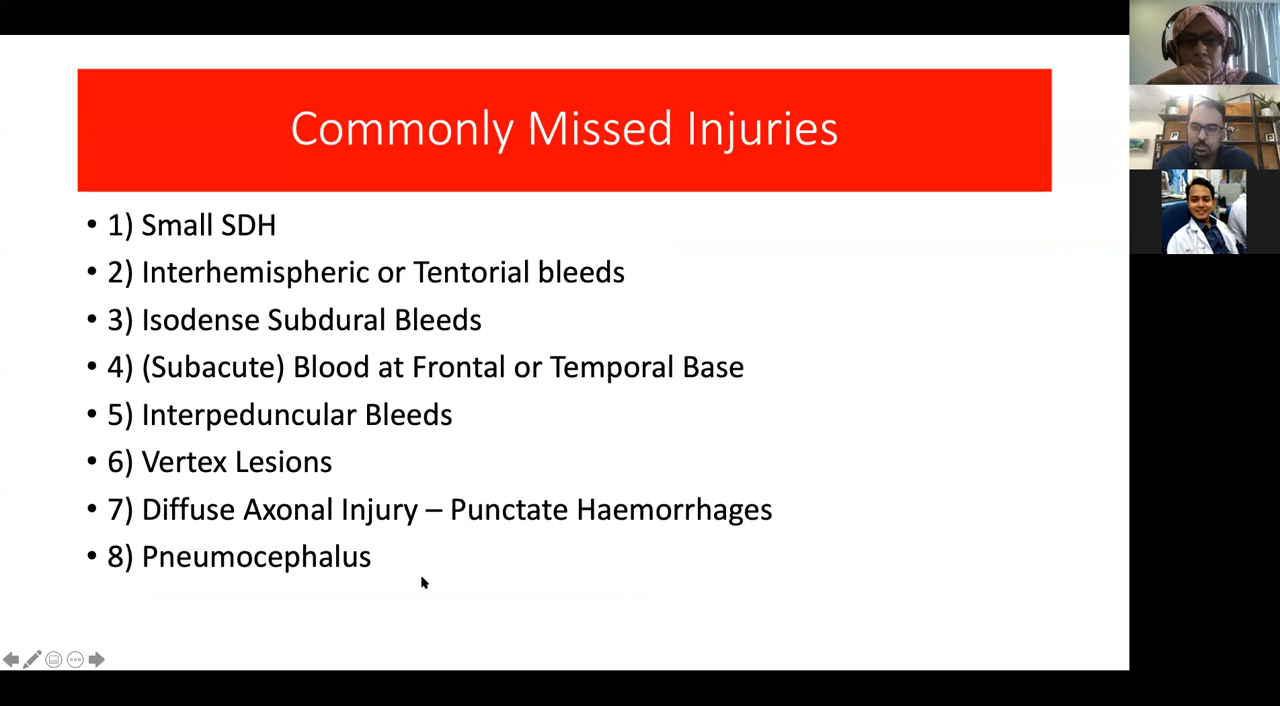 Commonly Missed Injuries
• 1) Small SDH
• 2) Interhemispheric or Tentorial bleeds
• 3) Isodense Subdural Bleeds
• 4) (Subacute) Blood at Frontal or Temporal Base
• 5) Interpeduncular Bleeds
• 6) Vertex Lesions
• 7) Diffuse Axonal Injury – Punctate Haemorrhages
• 8) Pneumocephalus